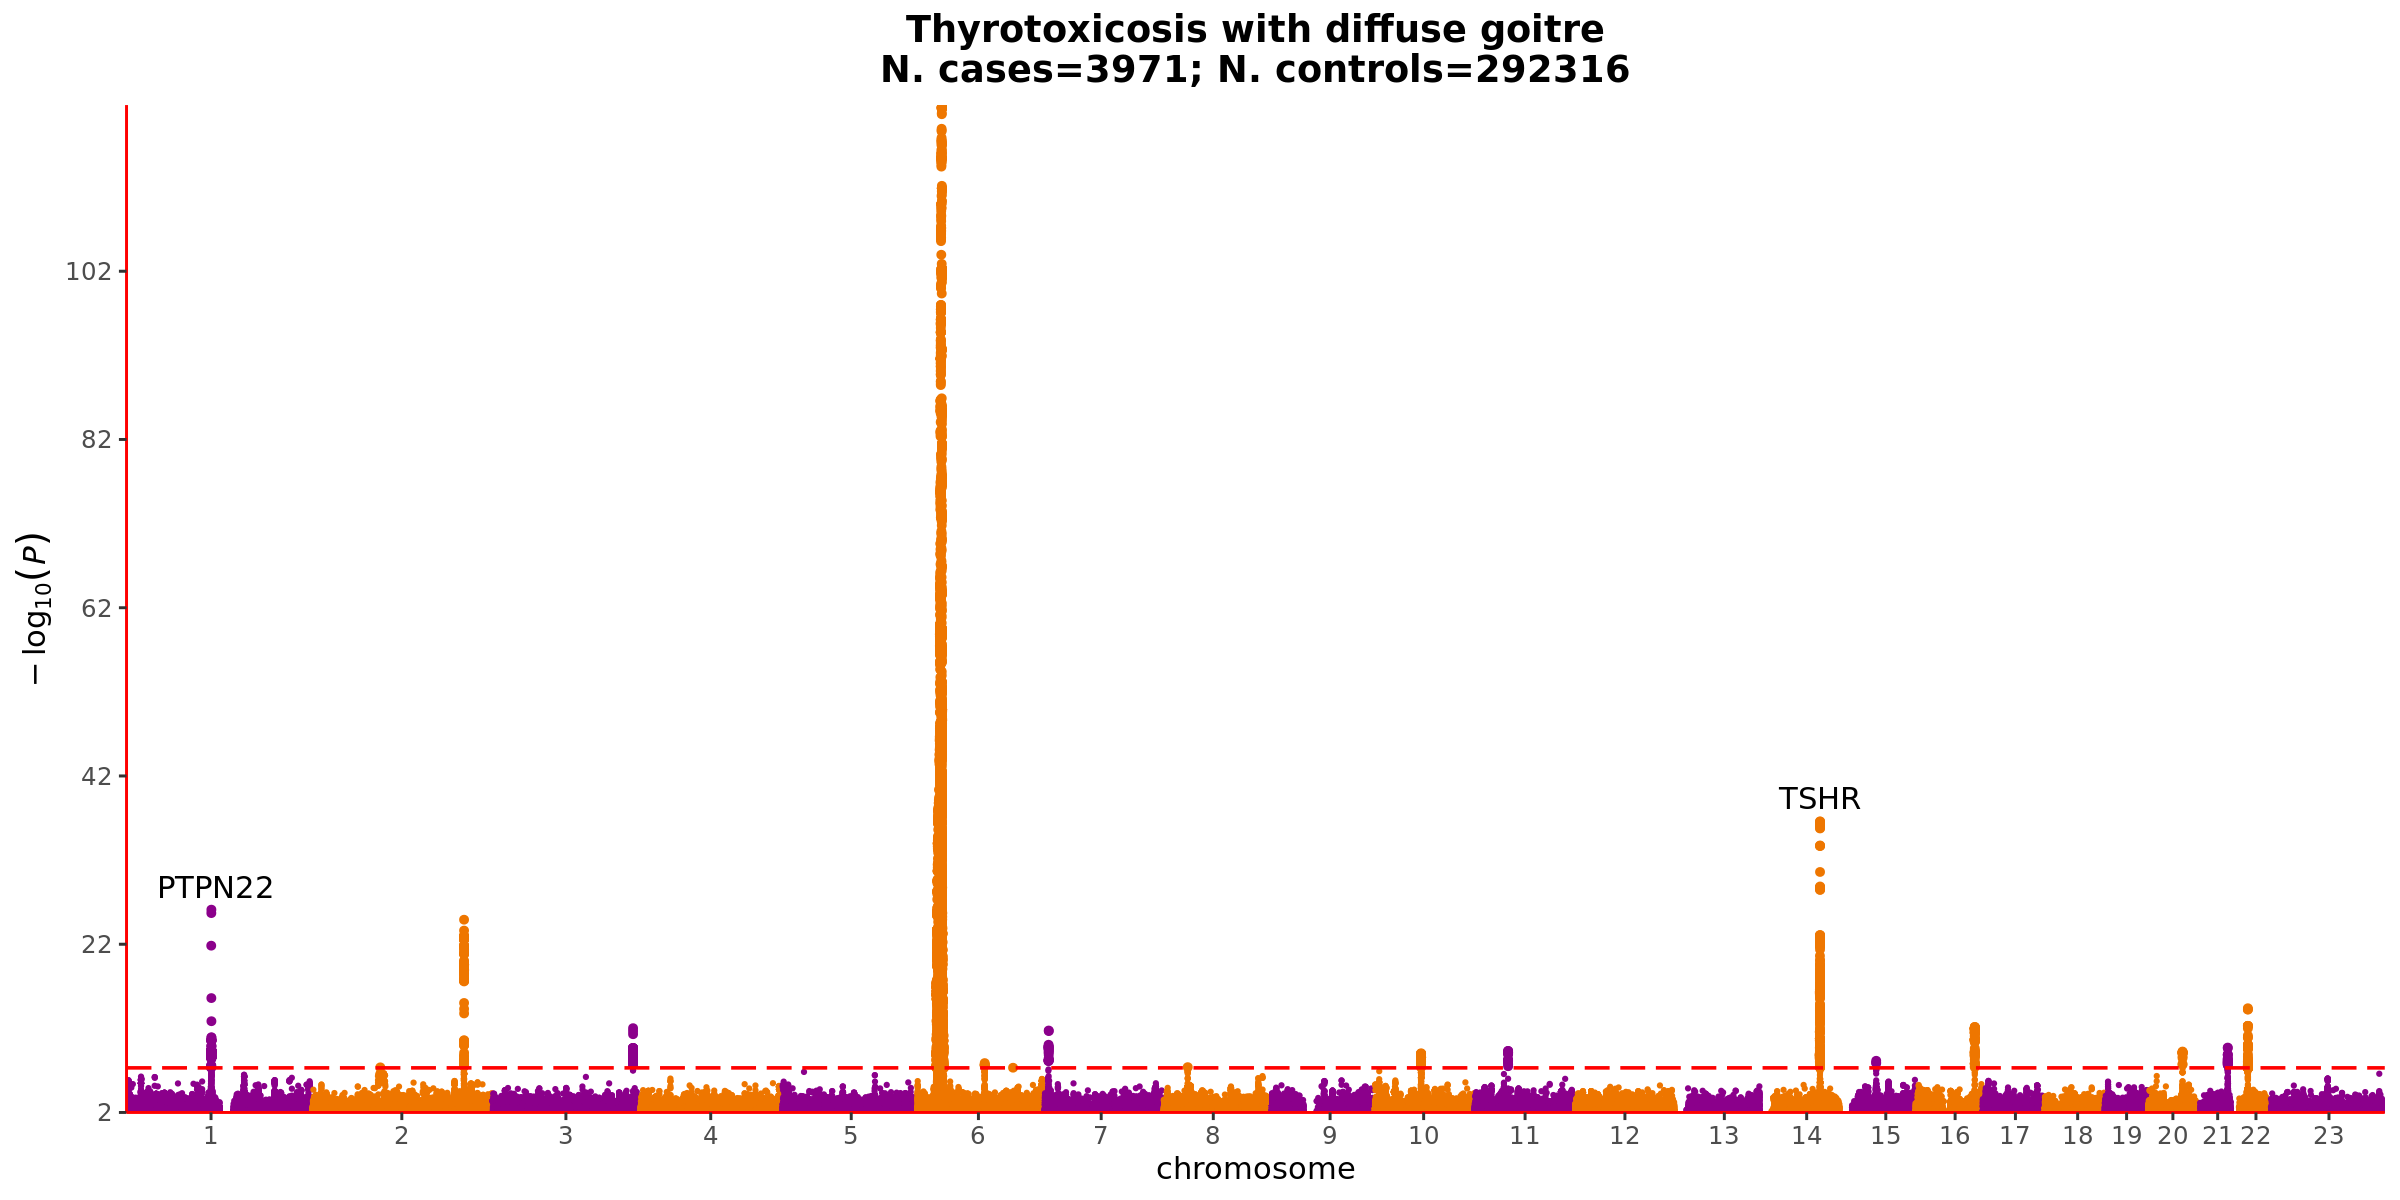 Thyrotoxicosis with diffuse goitre
N. cases=3971; N. controls=292316
102
82
62
42
22
2
−log₁₀(P)
PTPN22
TSHR
1 2 3 4 5 6 7 8 9 10 11 12 13 14 15 16 17 18 19 20 21 22 23
chromosome